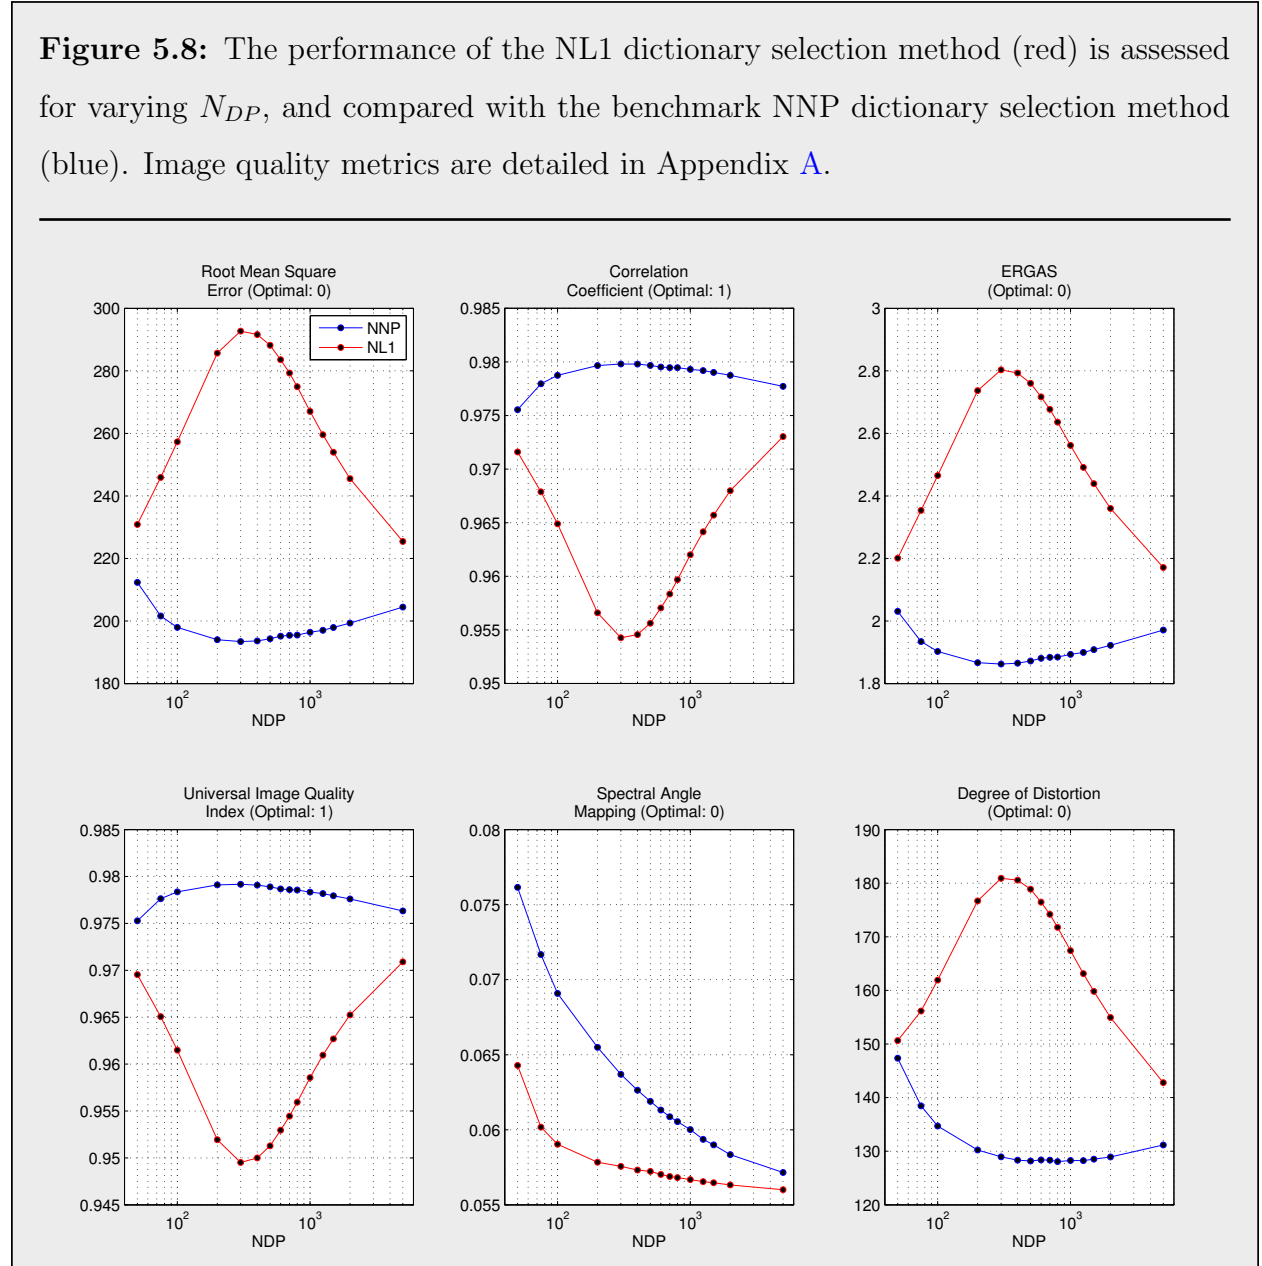 Figure 5.8: The performance of the NL1 dictionary selection method (red) is assessed
for varying N_{DP}, and compared with the benchmark NNP dictionary selection method
(blue). Image quality metrics are detailed in Appendix A.
Root Mean Square
Error (Optimal: 0)
300
280
260
240
220
200
180
NNP
NL1
10^2
10^3
NDP
Correlation
Coefficient (Optimal: 1)
0.985
0.98
0.975
0.97
0.965
0.96
0.955
0.95
10^2
10^3
NDP
ERGAS
(Optimal: 0)
3
2.8
2.6
2.4
2.2
2
1.8
10^2
10^3
NDP
Universal Image Quality
Index (Optimal: 1)
0.985
0.98
0.975
0.97
0.965
0.96
0.955
0.95
0.945
10^2
10^3
NDP
Spectral Angle
Mapping (Optimal: 0)
0.08
0.075
0.07
0.065
0.06
0.055
10^2
10^3
NDP
Degree of Distortion
(Optimal: 0)
190
180
170
160
150
140
130
120
10^2
10^3
NDP